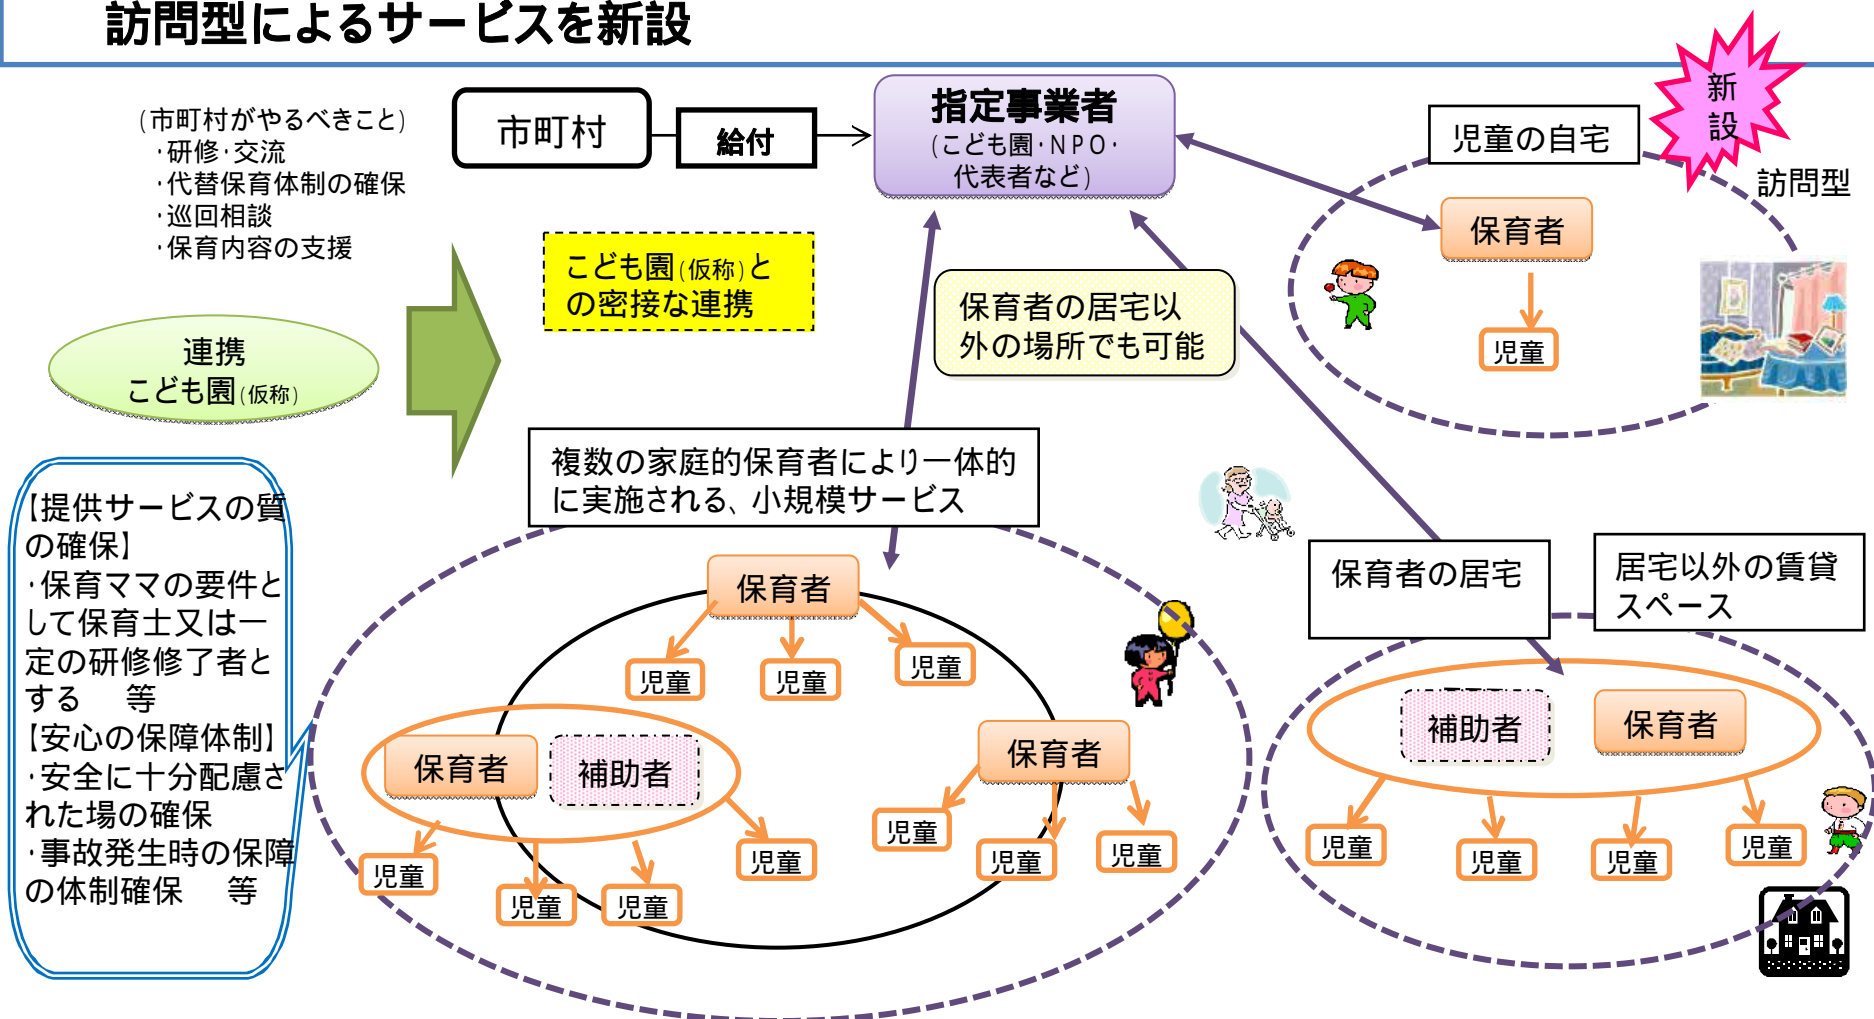 訪問型によるサービスを新設
(市町村がやるべきこと)
・研修・交流
・代替保育体制の確保
・巡回相談
・保育内容の支援
市町村
給付
指定事業者
(こども園・NPO・
代表者など)
児童の自宅
新
設
訪問型
保育者
児童
こども園(仮称)と
の密接な連携
保育者の居宅以
外の場所でも可能
連携
こども園(仮称)
複数の家庭的保育者により一体的
に実施される、小規模サービス
【提供サービスの質
の確保】
・保育ママの要件と
して保育士又は一
定の研修修了者と
する　等
【安心の保障体制】
・安全に十分配慮さ
れた場の確保
・事故発生時の保障
の体制確保　等
保育者
児童
児童
児童
保育者
補助者
児童
児童
児童
児童
保育者
児童
児童
児童
保育者の居宅
居宅以外の賃貸
スペース
補助者
保育者
児童
児童
児童
児童